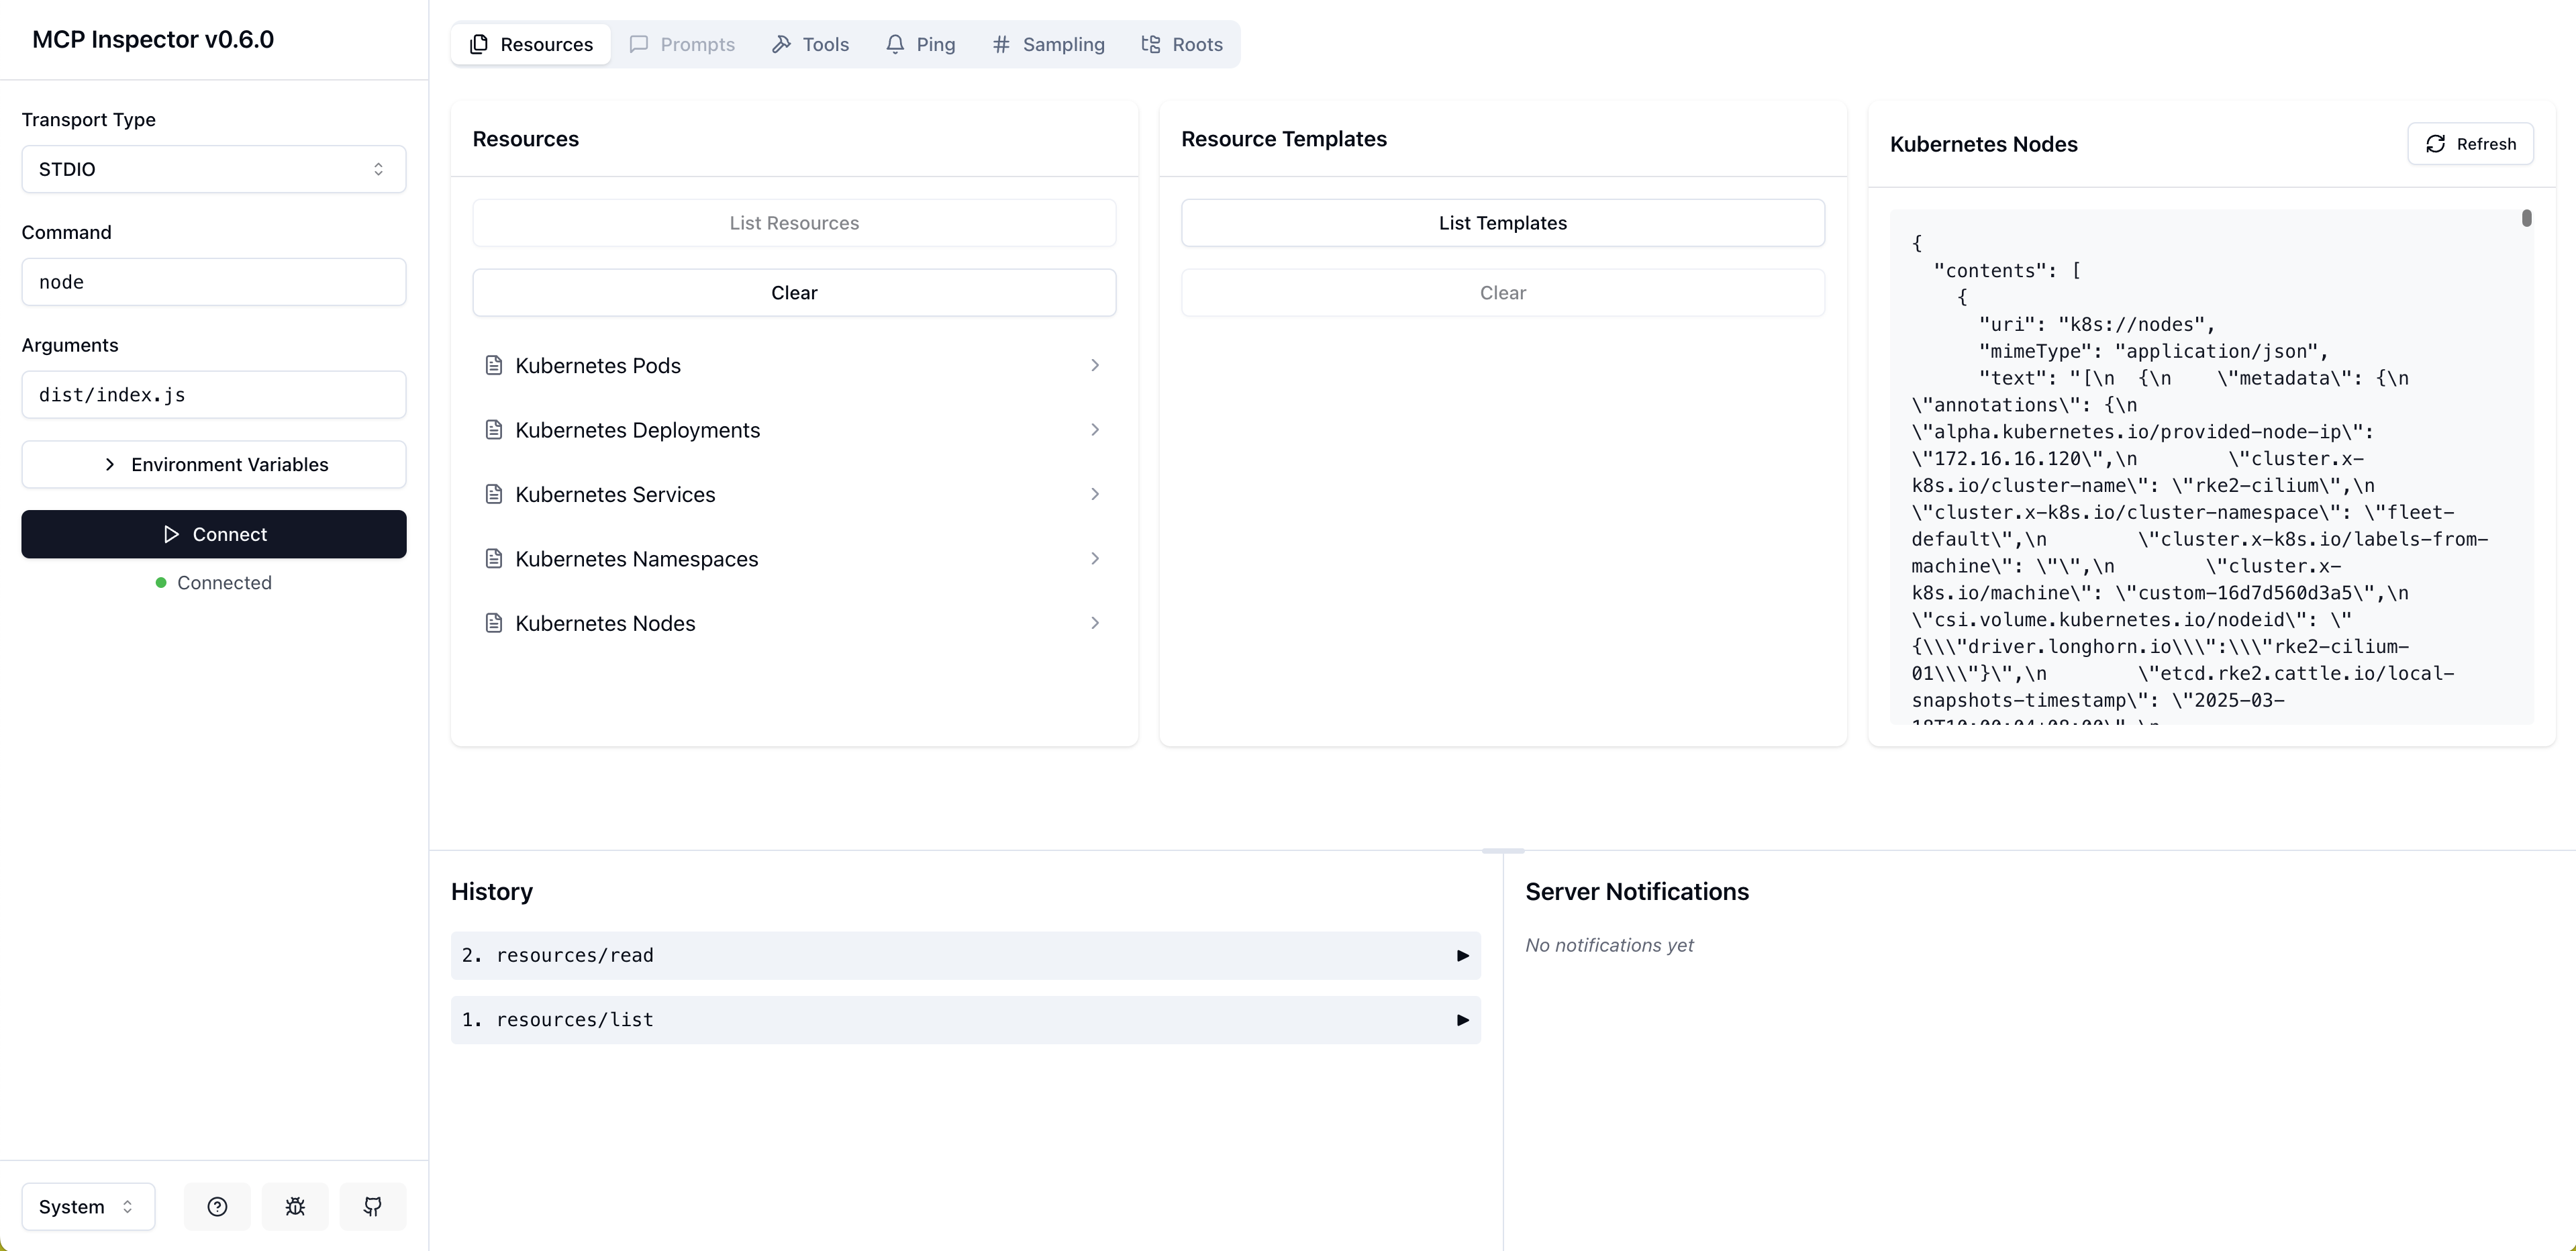 MCP Inspector v0.6.0
Transport Type
STDIO
Command
node
Arguments
dist/index.js
Environment Variables
Connect
Connected
System
Resources
Prompts
Tools
Ping
Sampling
Roots
Resources
List Resources
Clear
Kubernetes Pods
Kubernetes Deployments
Kubernetes Services
Kubernetes Namespaces
Kubernetes Nodes
Resource Templates
List Templates
Clear
Kubernetes Nodes
Refresh
{
"contents": [
{
"uri": "k8s://nodes",
"mimeType": "application/json",
"text": "[\n  {\n    \"metadata\": {\n
\"annotations\": {\n
\"alpha.kubernetes.io/provided-node-ip\":
\"172.16.16.120\",\n        \"cluster.x-
k8s.io/cluster-name\": \"rke2-cilium\",\n
\"cluster.x-k8s.io/cluster-namespace\": \"fleet-
default\",\n        \"cluster.x-k8s.io/labels-from-
machine\": \"\",\n        \"cluster.x-
k8s.io/machine\": \"custom-16d7d560d3a5\",\n
\"csi.volume.kubernetes.io/nodeid\": \"
{\\\"driver.longhorn.io\\\":\\\"rke2-cilium-
01\\\"}\",\n        \"etcd.rke2.cattle.io/local-
snapshots-timestamp\": \"2025-03-
18T10:00:04+08:00\",\n
History
2. resources/read
1. resources/list
Server Notifications
No notifications yet